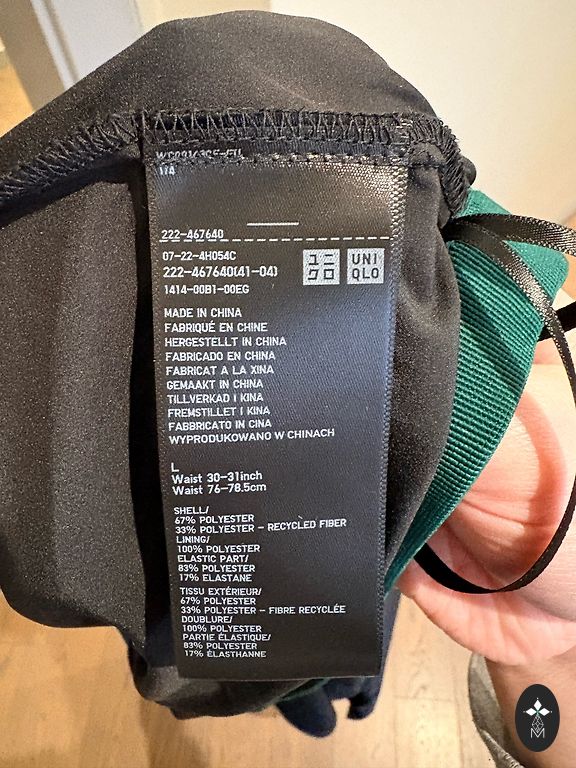 1/4
222-467640
07-22-4H054C
222-467640(41-04)
1414-00B1-00EG
ユニ
クロ
UNI
QLO
MADE IN CHINA
FABRIQUÉ EN CHINE
HERGESTELLT IN CHINA
FABRICADO EN CHINA
FABRICAT A LA XINA
GEMAAKT IN CHINA
TILLVERKAD I KINA
FREMSTILLET I KINA
FABBRICATO IN CINA
WYPRODUKOWANO W CHINACH
L
Waist 30-31inch
Waist 76-78.5cm
SHELL/
67% POLYESTER
33% POLYESTER - RECYCLED FIBER
LINING/
100% POLYESTER
ELASTIC PART/
83% POLYESTER
17% ELASTANE
TISSU EXTÉRIEUR/
67% POLYESTER
33% POLYESTER - FIBRE RECYCLÉE
DOUBLURE/
100% POLYESTER
PARTIE ÉLASTIQUE/
83% POLYESTER
17% ÉLASTHANNE
M